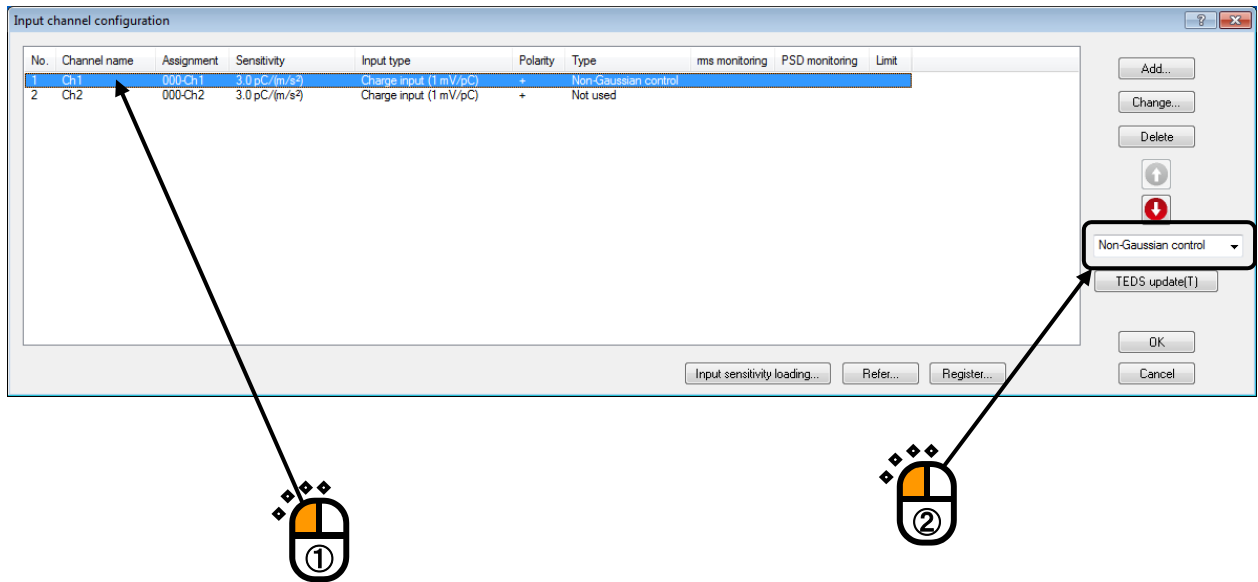 Input channel configuration
No. Channel name Assignment Sensitivity Input type Polarity Type rms monitoring PSD monitoring Limit
1 Ch1 000-Ch1 3.0 pC/(m/s²) Charge input (1 mV/pC) + Non-Gaussian control
2 Ch2 000-Ch2 3.0 pC/(m/s²) Charge input (1 mV/pC) + Not used
Add...
Change...
Delete
Non-Gaussian control
TEDS update(T)
OK
Input sensitivity loading... Refer... Register... Cancel
①
②